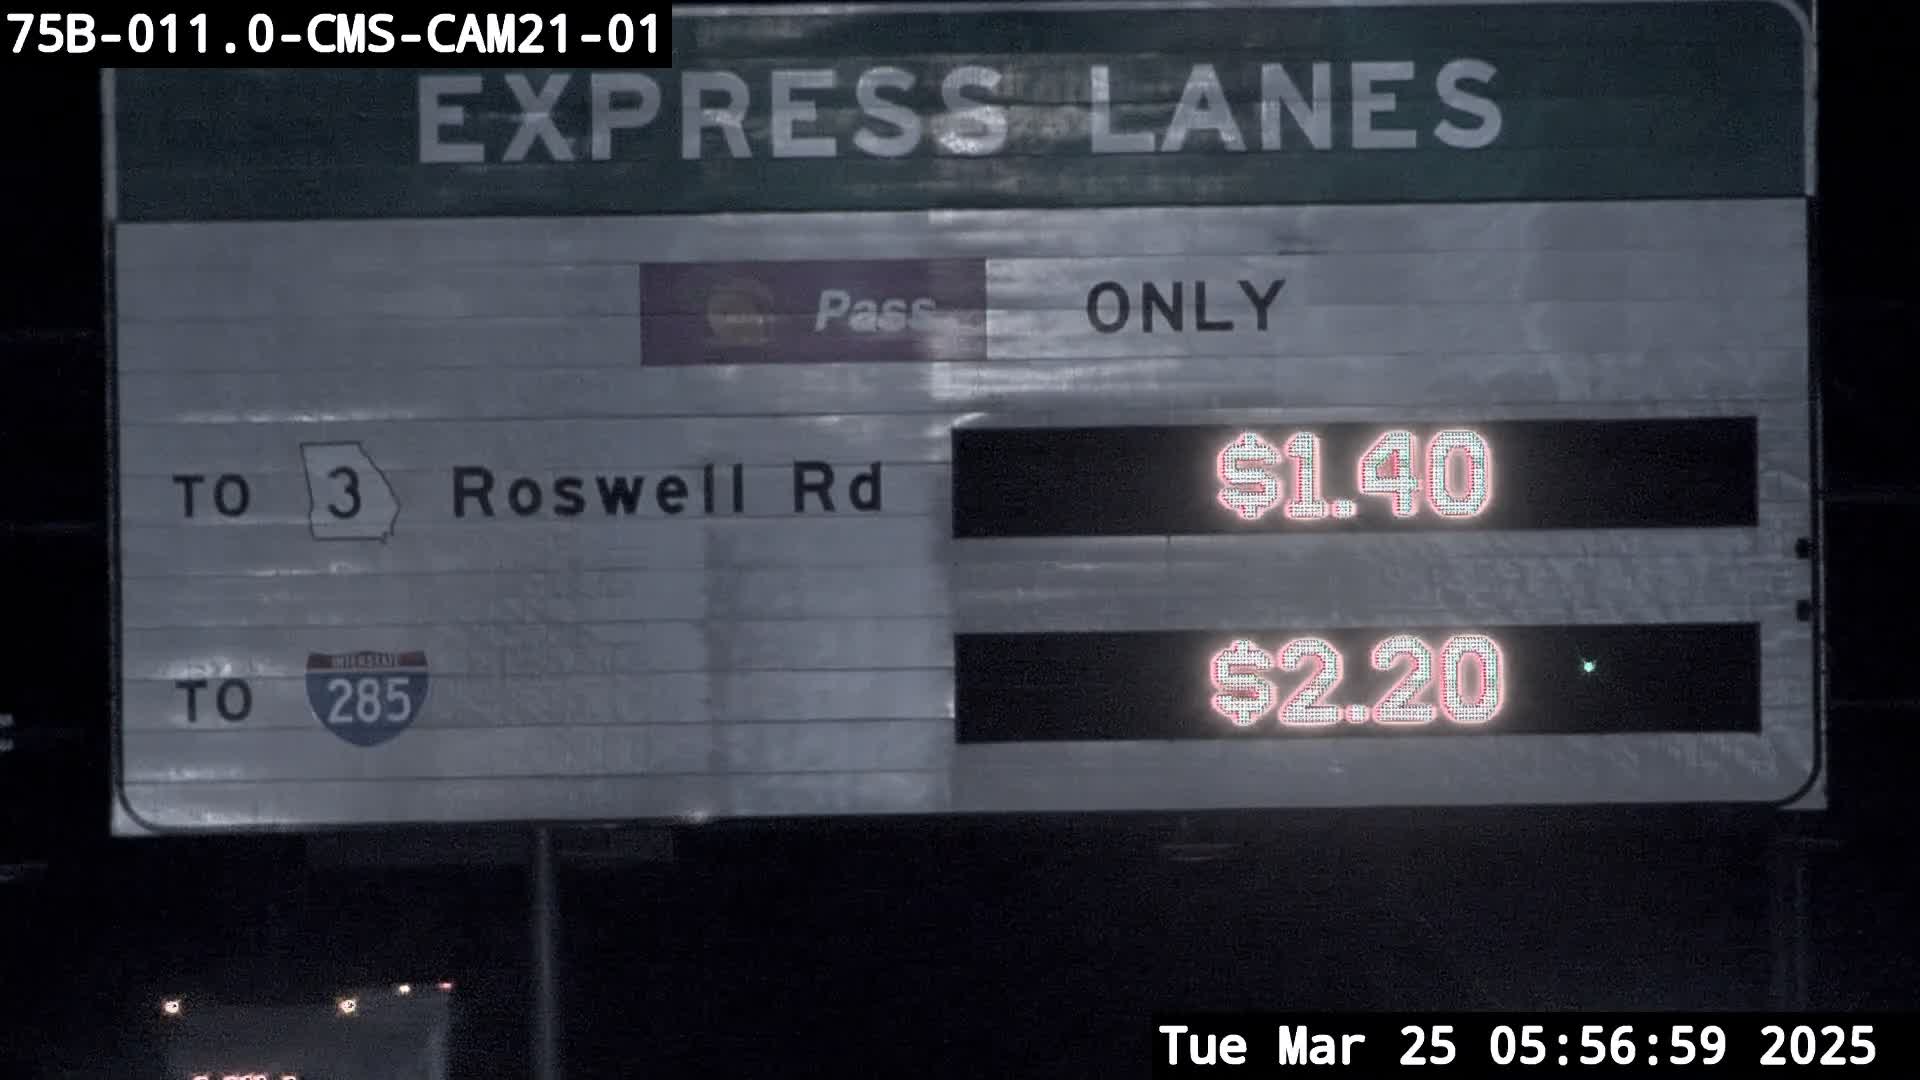 75B-011.0-CMS-CAM21-01
EXPRESS LANES
Pass ONLY
TO 3 Roswell Rd $1.40
TO INTERSTATE 285 $2.20
Tue Mar 25 05:56:59 2025